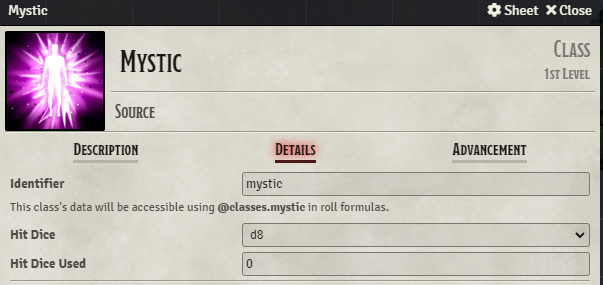 Mystic Sheet Close
Mystic Class
1st Level
Source
Description Details Advancement
Identifier mystic
This class's data will be accessible using @classes.mystic in roll formulas.
Hit Dice d8
Hit Dice Used 0